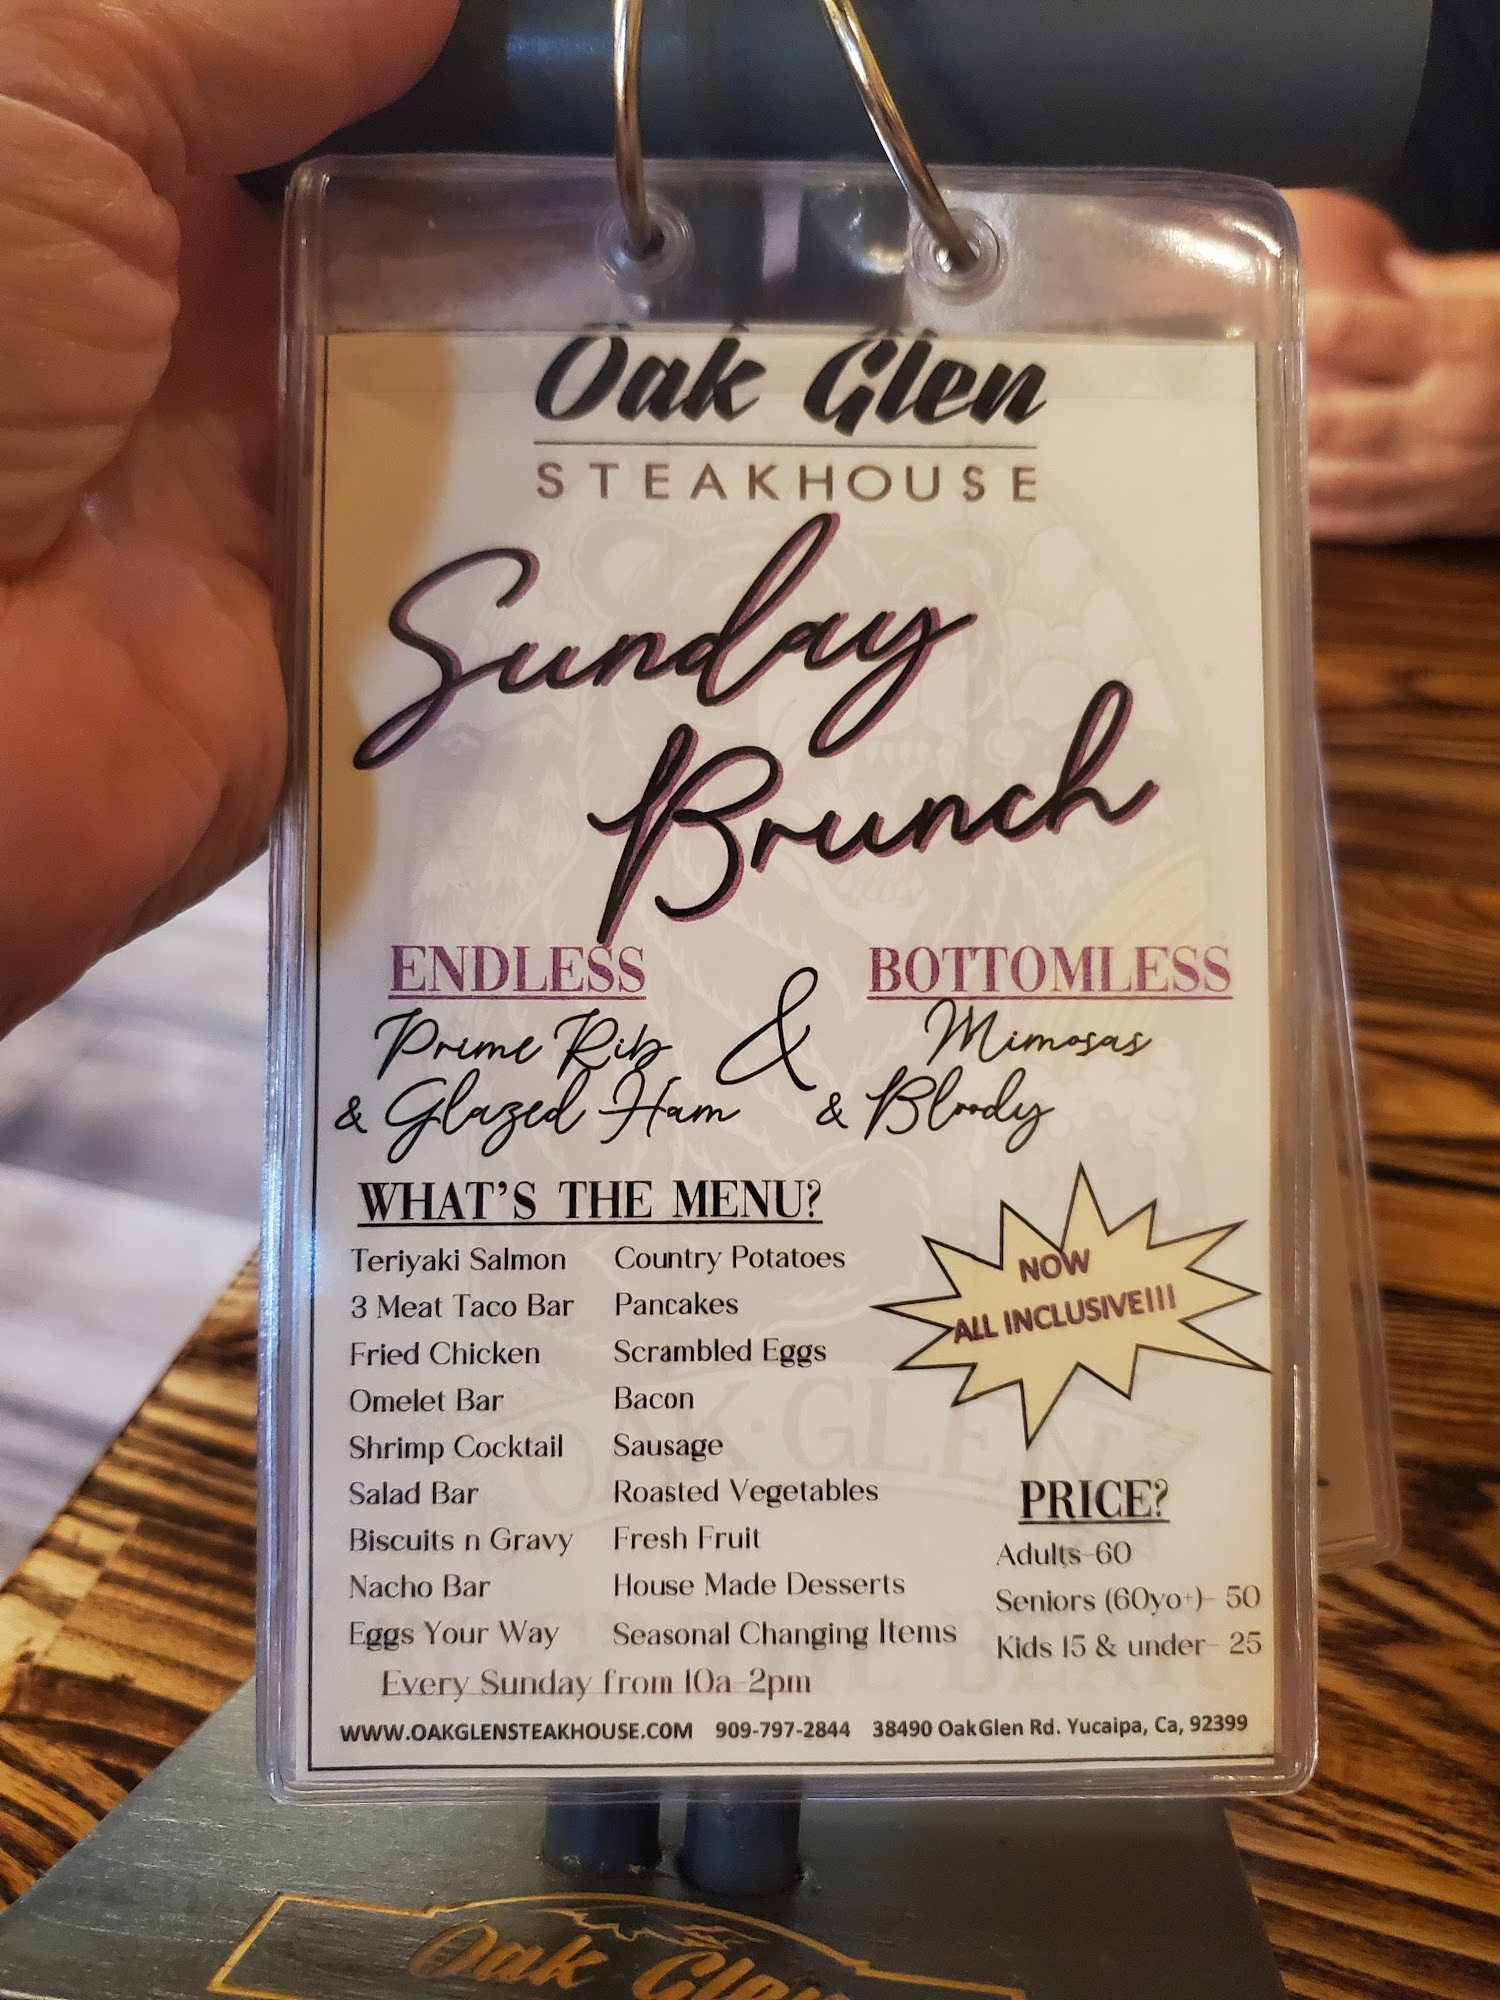 Oak Glen
STEAKHOUSE
Sunday
Brunch
ENDLESS
Prime Rib
& Glazed Ham
&
BOTTOMLESS
Mimosas
& Bloody
WHAT'S THE MENU?
Teriyaki Salmon
3 Meat Taco Bar
Fried Chicken
Omelet Bar
Shrimp Cocktail
Salad Bar
Biscuits n Gravy
Nacho Bar
Eggs Your Way
Country Potatoes
Pancakes
Scrambled Eggs
Bacon
Sausage
Roasted Vegetables
Fresh Fruit
House Made Desserts
Seasonal Changing Items
Every Sunday from 10a-2pm
NOW
ALL INCLUSIVE!!!
PRICE?
Adults-60
Seniors (60yo+)- 50
Kids 15 & under- 25
WWW.OAKGLENSTEAKHOUSE.COM 909-797-2844 38490 OakGlen Rd. Yucaipa, Ca, 92399
OAK·GLEN
Oak Glen